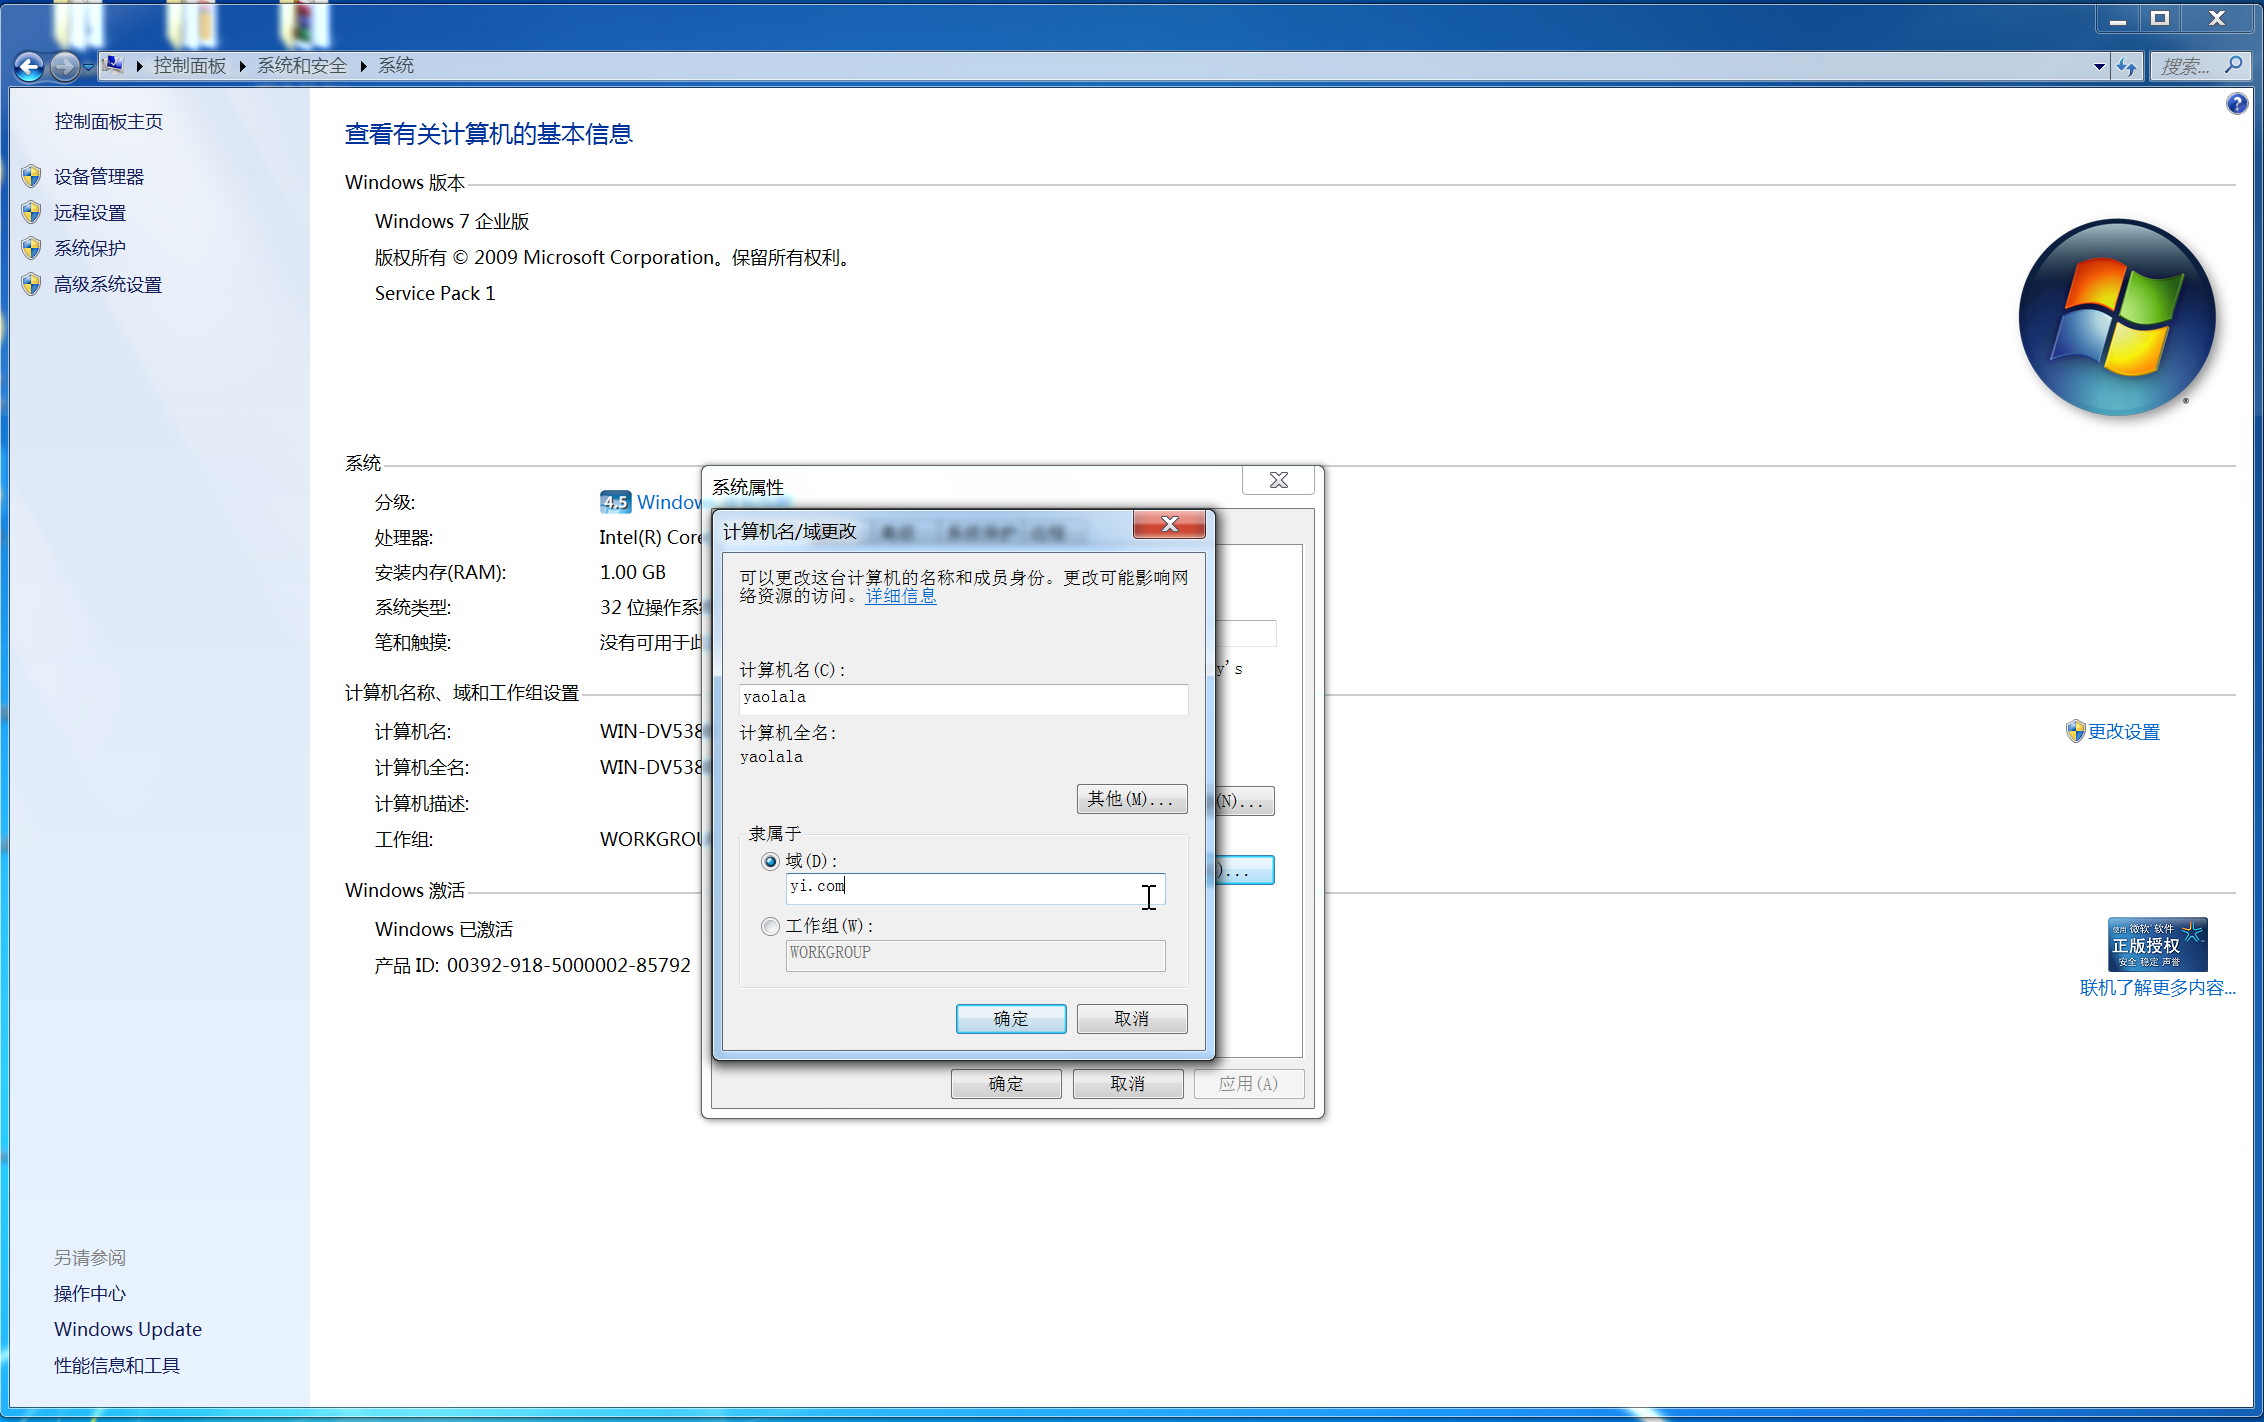 控制面板 系统和安全 系统
搜索...
控制面板主页
设备管理器
远程设置
系统保护
高级系统设置
另请参阅
操作中心
Windows Update
性能信息和工具
查看有关计算机的基本信息
Windows 版本
Windows 7 企业版
版权所有 © 2009 Microsoft Corporation。保留所有权利。
Service Pack 1
系统
分级: 4.5 Window
处理器: Intel(R) Core
安装内存(RAM): 1.00 GB
系统类型: 32 位操作系
笔和触摸: 没有可用于
计算机名称、域和工作组设置
计算机名: WIN-DV538
计算机全名: WIN-DV538
计算机描述:
工作组: WORKGROU
更改设置
Windows 激活
Windows 已激活
产品 ID: 00392-918-5000002-85792
使用 微软 软件
正版授权
安全 稳定 声誉
联机了解更多内容...
系统属性
y's
(N)...
)...
确定 取消 应用(A)
计算机名/域更改
可以更改这台计算机的名称和成员身份。更改可能影响网
络资源的访问。详细信息
计算机名(C):
yaolala
计算机全名:
yaolala
其他(M)...
隶属于
域(D):
yi.com
工作组(W):
WORKGROUP
确定 取消